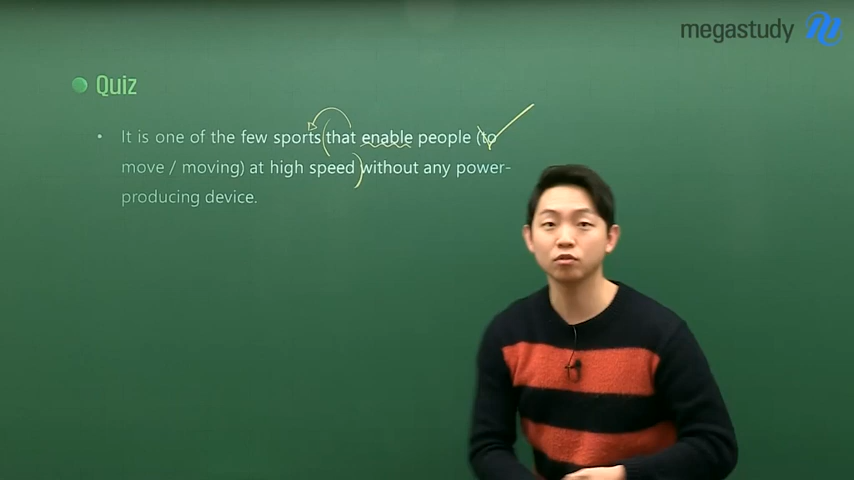 megastudy
Quiz
• It is one of the few sports that enable people (to
move / moving) at high speed without any power-
producing device.